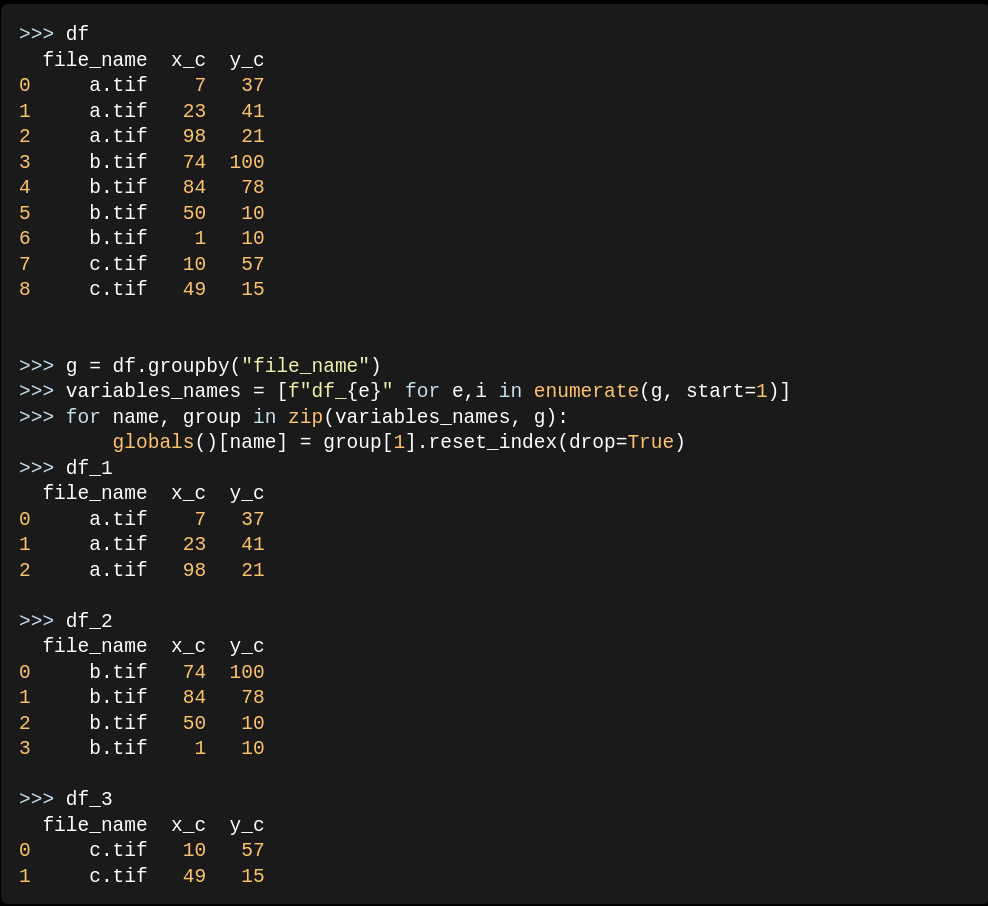 >>> df
  file_name  x_c  y_c
0     a.tif    7   37
1     a.tif   23   41
2     a.tif   98   21
3     b.tif   74  100
4     b.tif   84   78
5     b.tif   50   10
6     b.tif    1   10
7     c.tif   10   57
8     c.tif   49   15
>>> g = df.groupby("file_name")
>>> variables_names = [f"df_{e}" for e,i in enumerate(g, start=1)]
>>> for name, group in zip(variables_names, g):
        globals()[name] = group[1].reset_index(drop=True)
>>> df_1
  file_name  x_c  y_c
0     a.tif    7   37
1     a.tif   23   41
2     a.tif   98   21
>>> df_2
  file_name  x_c  y_c
0     b.tif   74  100
1     b.tif   84   78
2     b.tif   50   10
3     b.tif    1   10
>>> df_3
  file_name  x_c  y_c
0     c.tif   10   57
1     c.tif   49   15